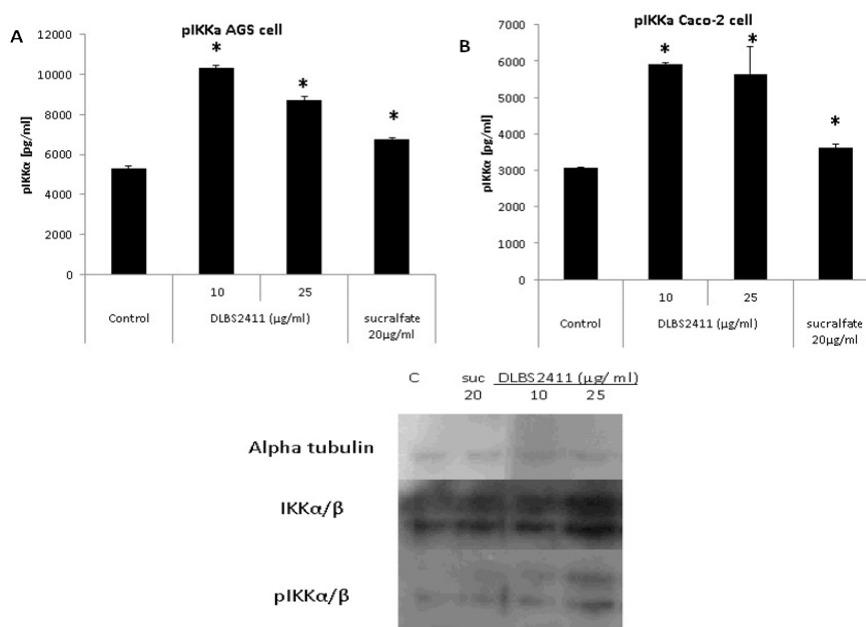 A
pIKKa AGS cell
pIKKα [pg/ml]
12000
10000
8000
6000
4000
2000
0
*
*
*
10 25
Control DLBS2411 (µg/ml) sucralfate
20µg/ml
B
pIKKa Caco-2 cell
pIKKα [pg/ml]
7000
6000
5000
4000
3000
2000
1000
0
*
*
*
10 25
Control DLBS2411 (µg/ml) sucralfate
20µg/ml
C suc DLBS2411 (µg/ ml)
20 10 25
Alpha tubulin
IKKα/β
pIKKα/β